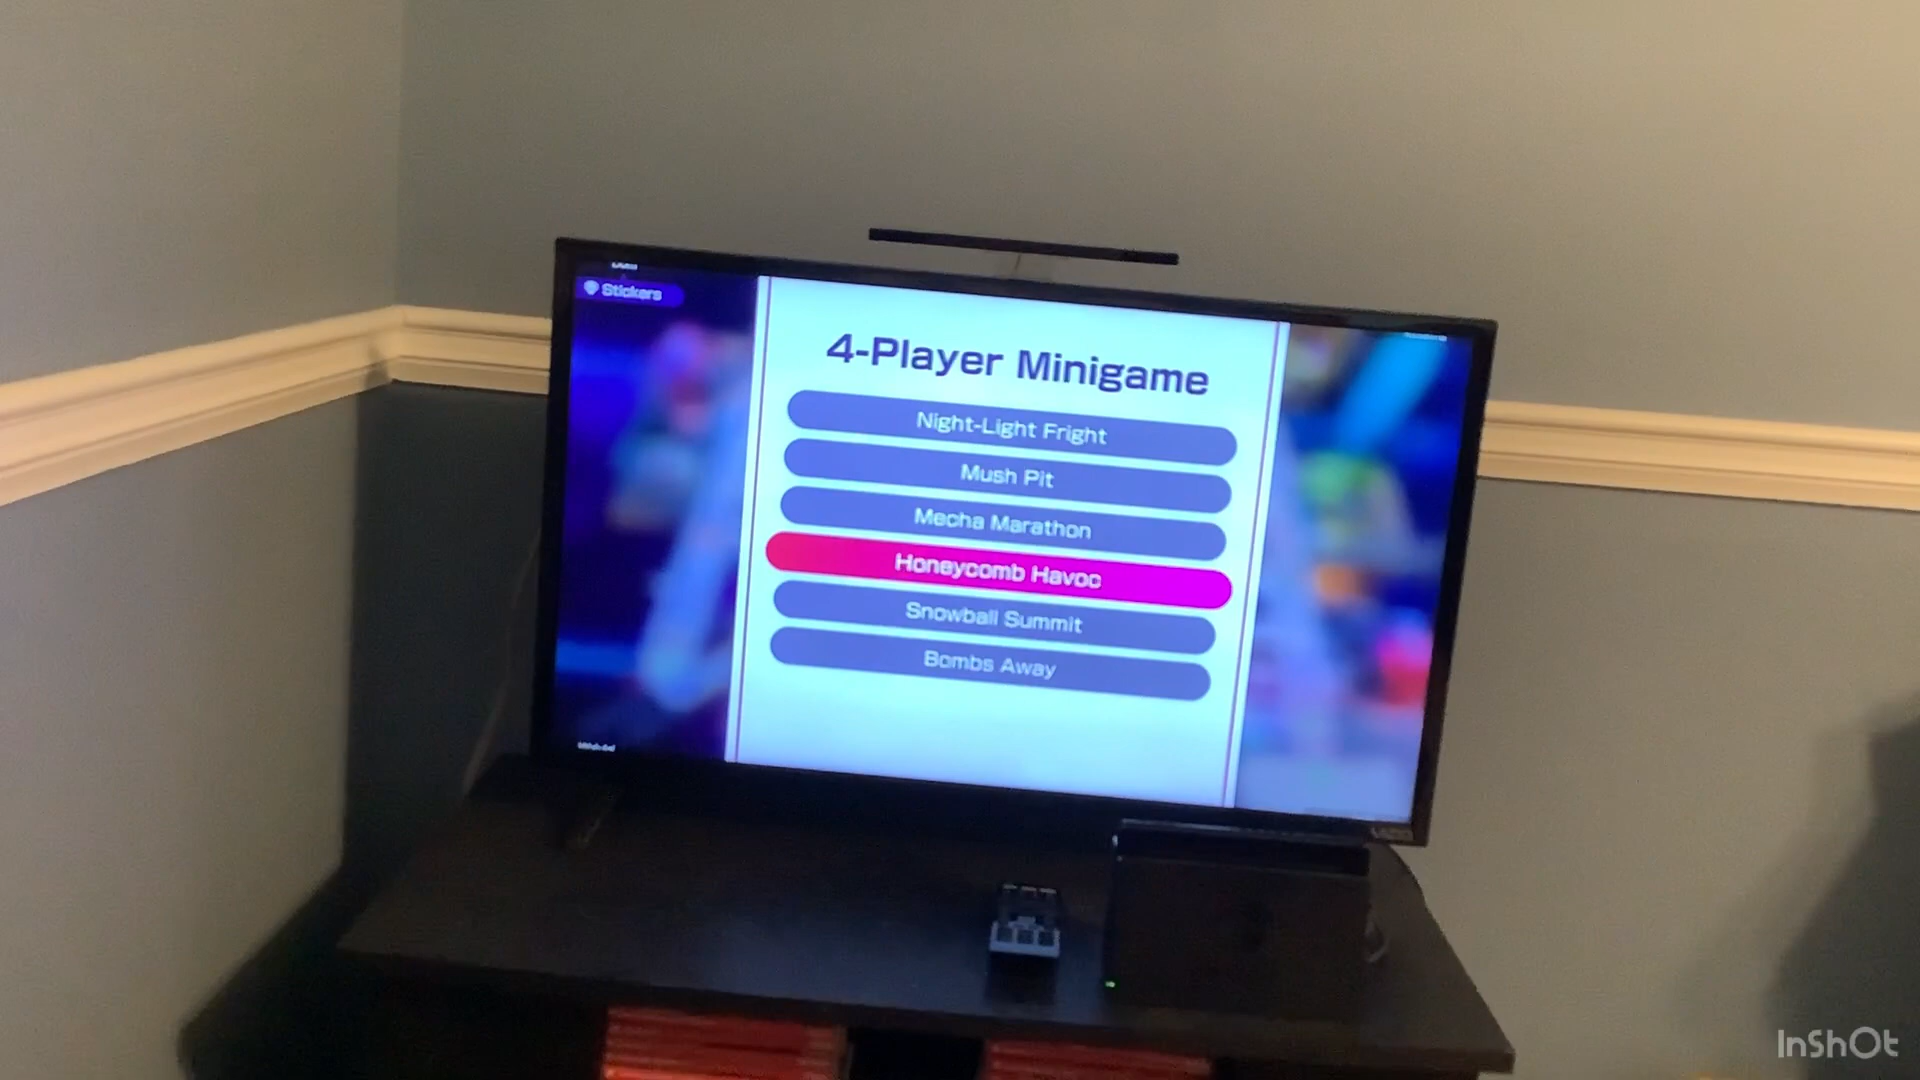 Stickers
4-Player Minigame
Night-Light Fright
Mush Pit
Mecha Marathon
Honeycomb Havoc
Snowball Summit
Bombs Away
InShOt